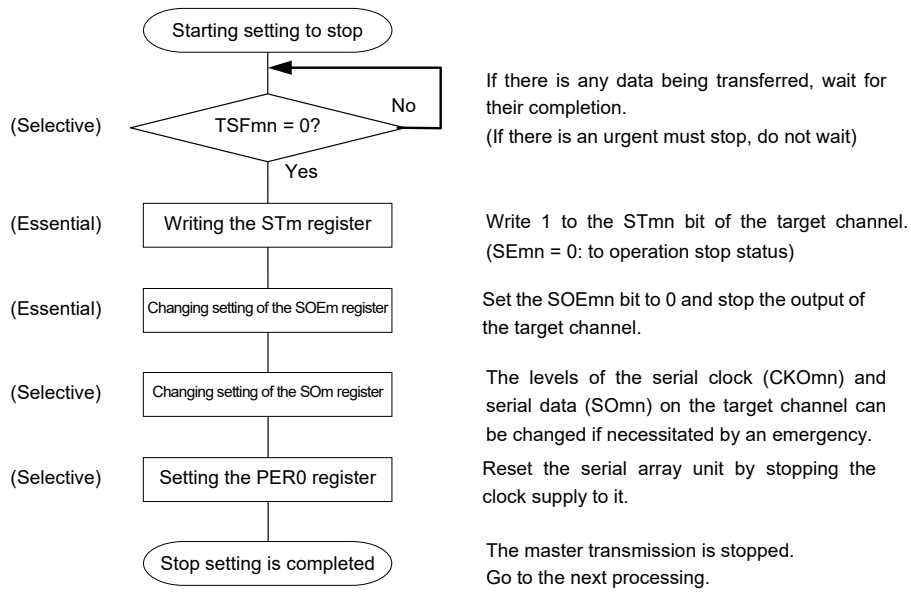 Starting setting to stop
No
If there is any data being transferred, wait for
their completion.
(If there is an urgent must stop, do not wait)
(Selective)
TSFmn = 0?
Yes
(Essential)
Writing the STm register
Write 1 to the STmn bit of the target channel.
(SEmn = 0: to operation stop status)
(Essential)
Changing setting of the SOEm register
Set the SOEmn bit to 0 and stop the output of
the target channel.
(Selective)
Changing setting of the SOm register
The levels of the serial clock (CKOmn) and
serial data (SOmn) on the target channel can
be changed if necessitated by an emergency.
(Selective)
Setting the PER0 register
Reset the serial array unit by stopping the
clock supply to it.
Stop setting is completed
The master transmission is stopped.
Go to the next processing.